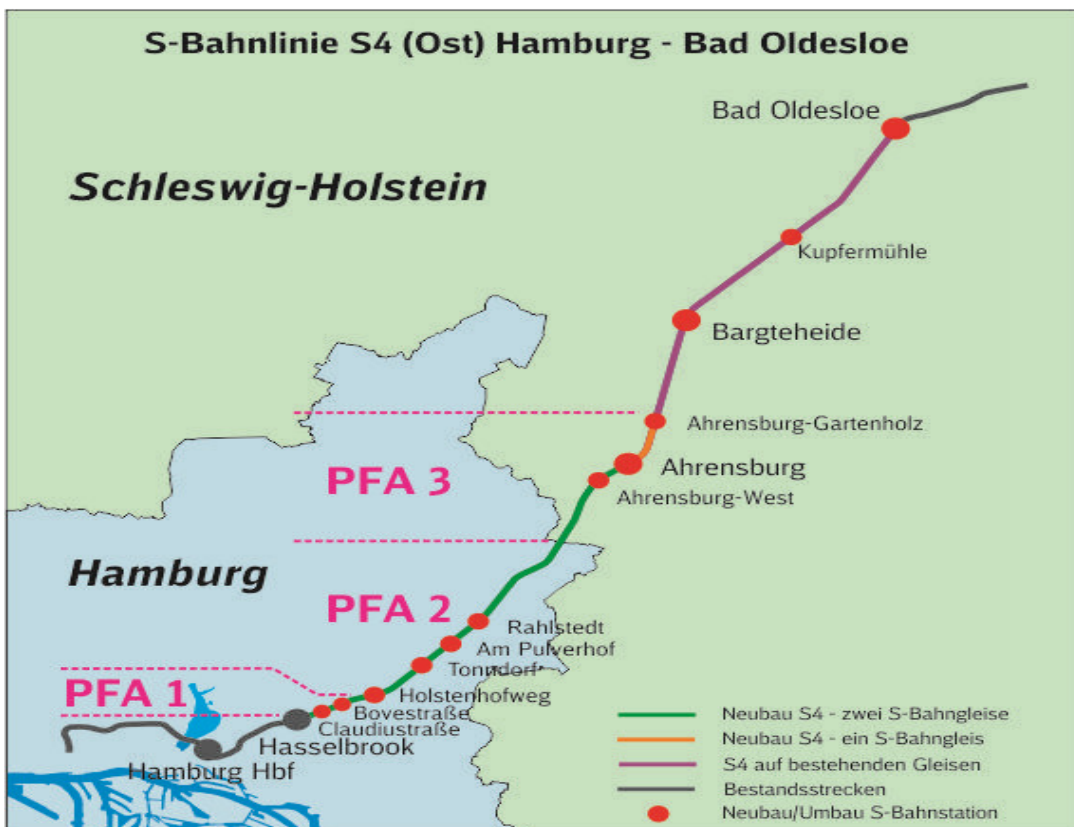 S-Bahnlinie S4 (Ost) Hamburg - Bad Oldesloe
Bad Oldesloe
Schleswig-Holstein
Kupfermühle
Bargteheide
Ahrensburg-Gartenholz
Ahrensburg
PFA 3
Ahrensburg-West
Hamburg
PFA 2
Rahlstedt
Am Pulverhof
Tonndorf
PFA 1
Holstenhofweg
Bovestraße
Claudiustraße
Hasselbrook
Hamburg Hbf
Neubau S4 - zwei S-Bahngleise
Neubau S4 - ein S-Bahngleis
S4 auf bestehenden Gleisen
Bestandsstrecken
Neubau/Umbau S-Bahnstation